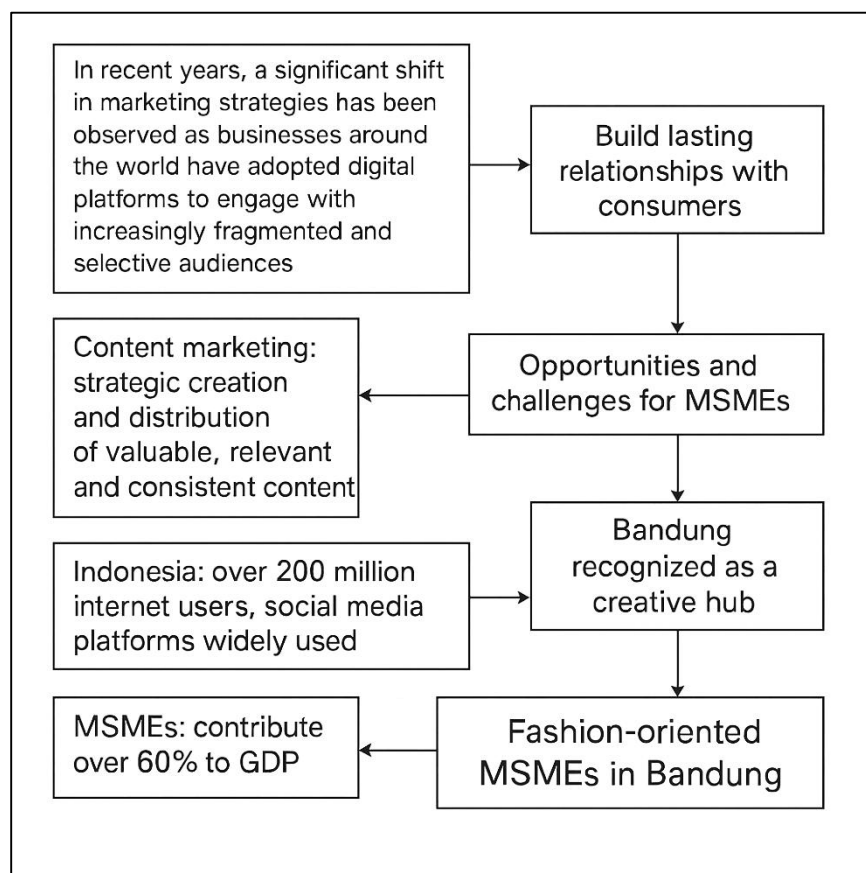 In recent years, a significant shift
in marketing strategies has been
observed as businesses around
the world have adopted digital
platforms to engage with
increasingly fragmented and
selective audiences
Build lasting
relationships with
consumers
Content marketing:
strategic creation
and distribution
of valuable, relevant
and consistent content
Opportunities and
challenges for MSMEs
Indonesia: over 200 million
internet users, social media
platforms widely used
Bandung
recognized as a
creative hub
MSMEs: contribute
over 60% to GDP
Fashion-oriented
MSMEs in Bandung